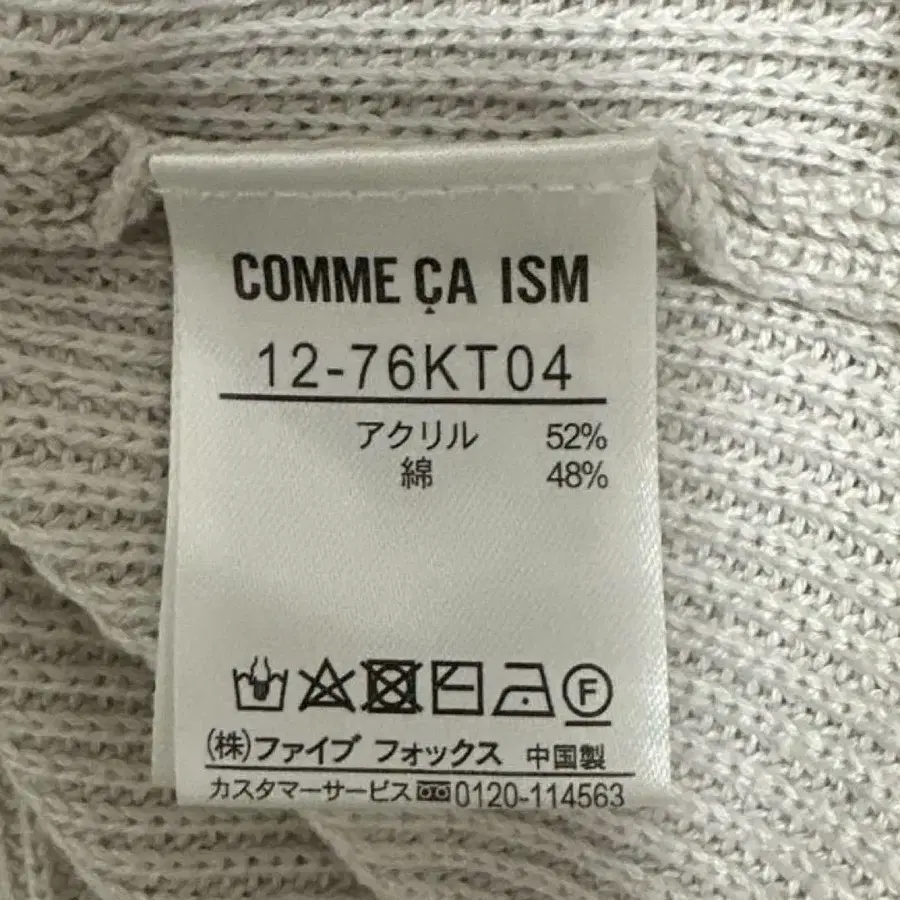 COMME ÇA ISM
12-76KT04
アクリル 52%
綿 48%
F
(株)ファイブ フォックス 中国製
カスタマーサービス 0120-114563